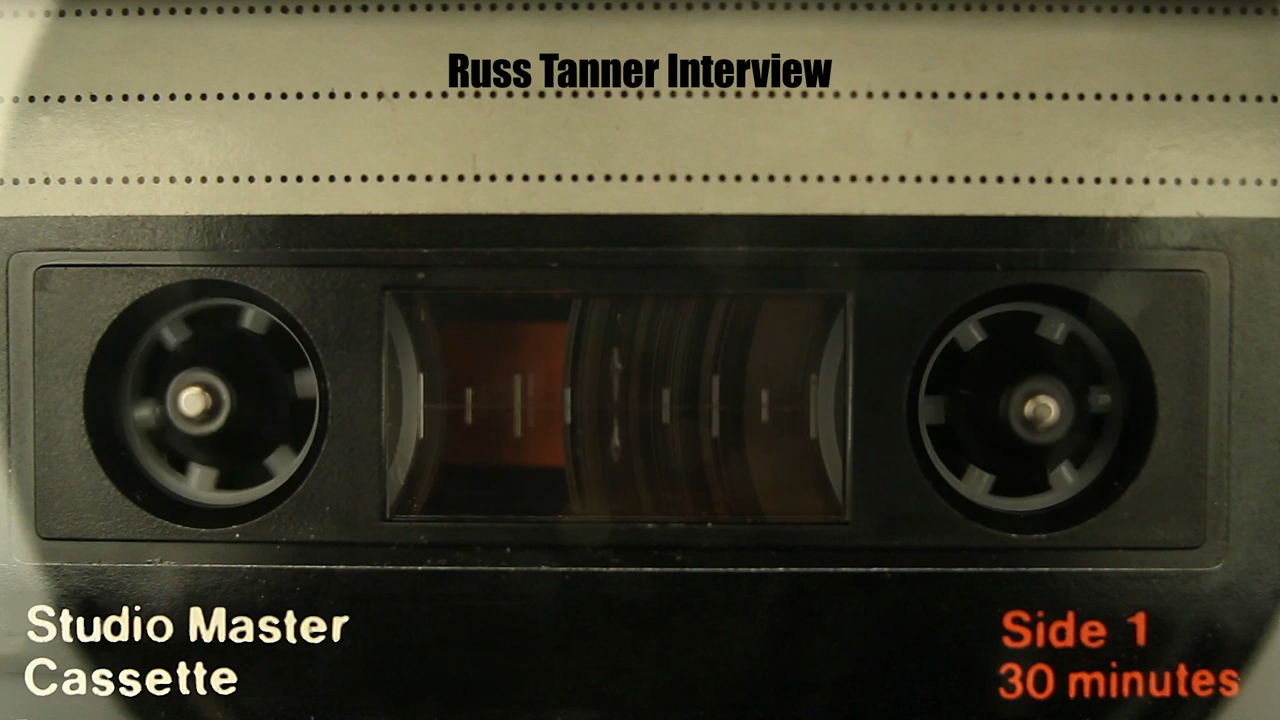 Russ Tanner Interview
Studio Master
Cassette
Side 1
30 minutes